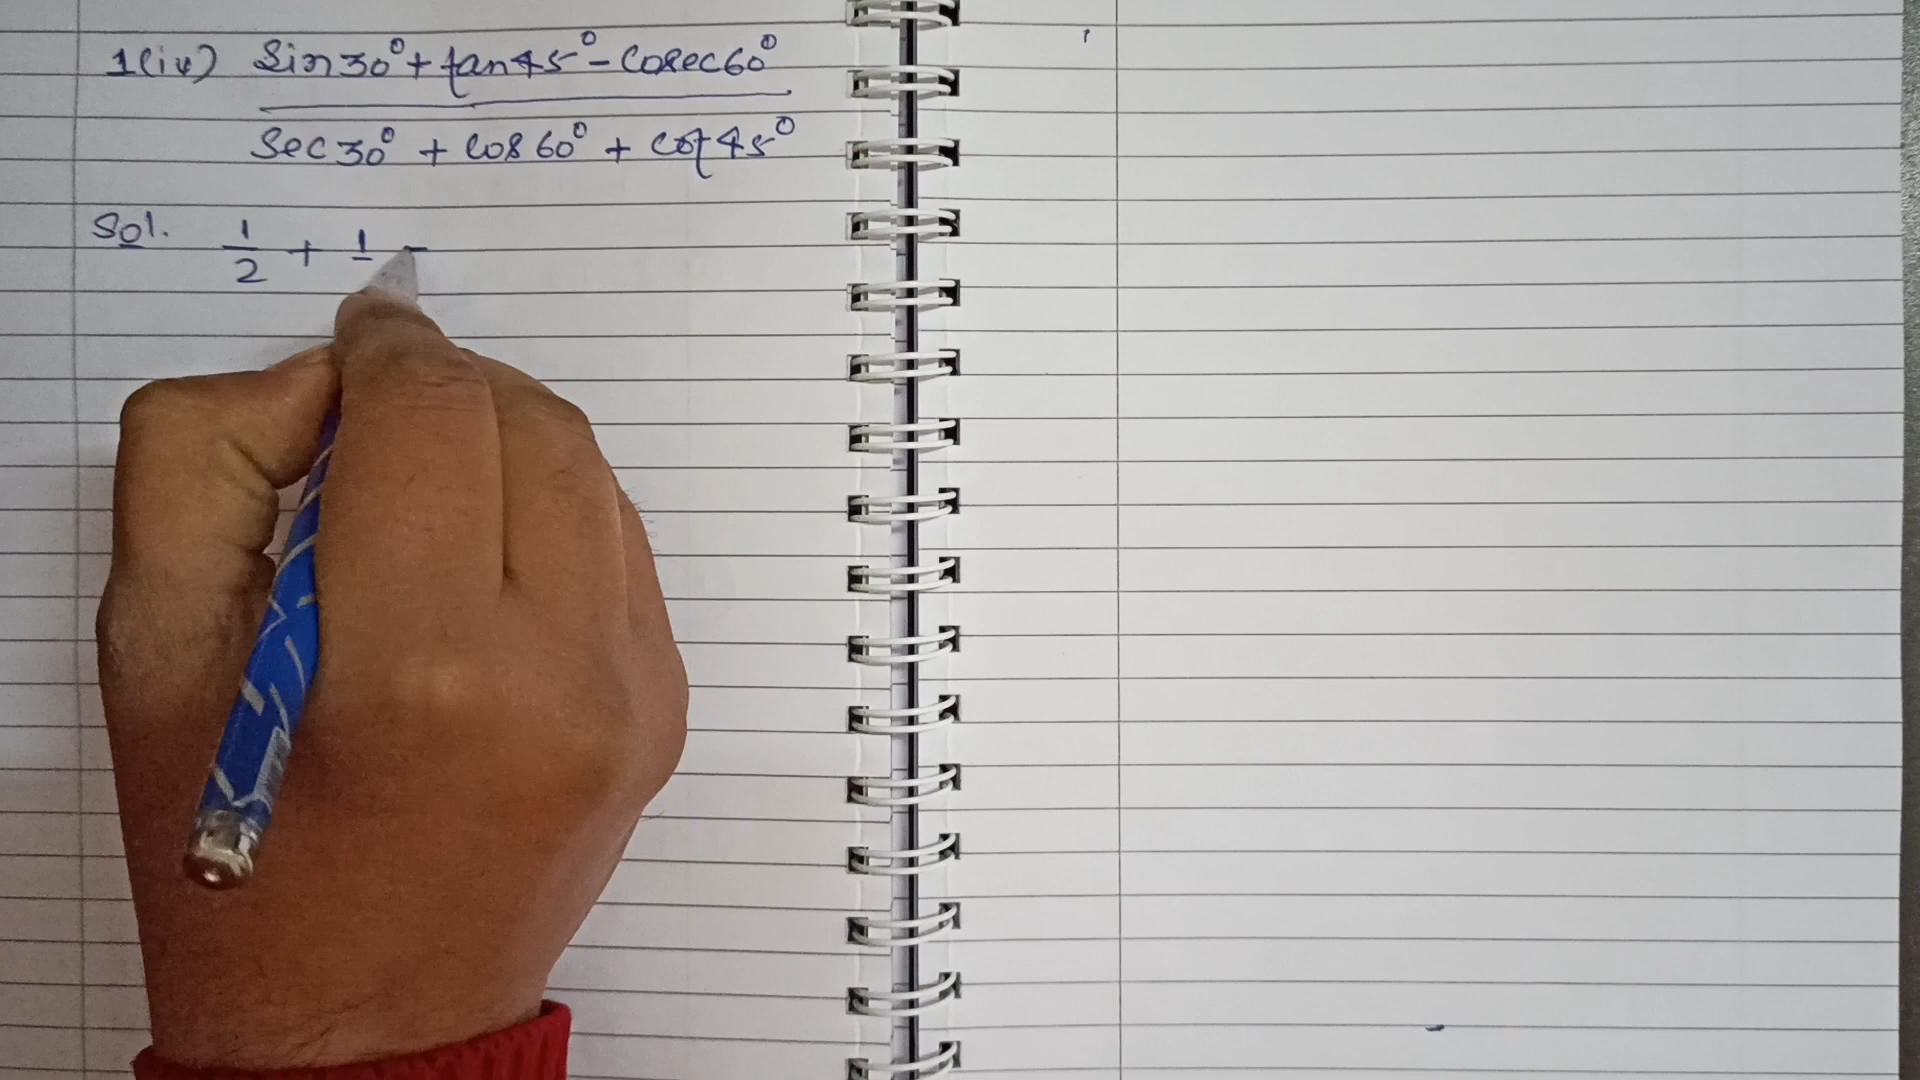 1(iv) Sin30° + tan45° - Cosec60°
Sec30° + Cos60° + Cot45°
Sol. 1/2 + 1 -